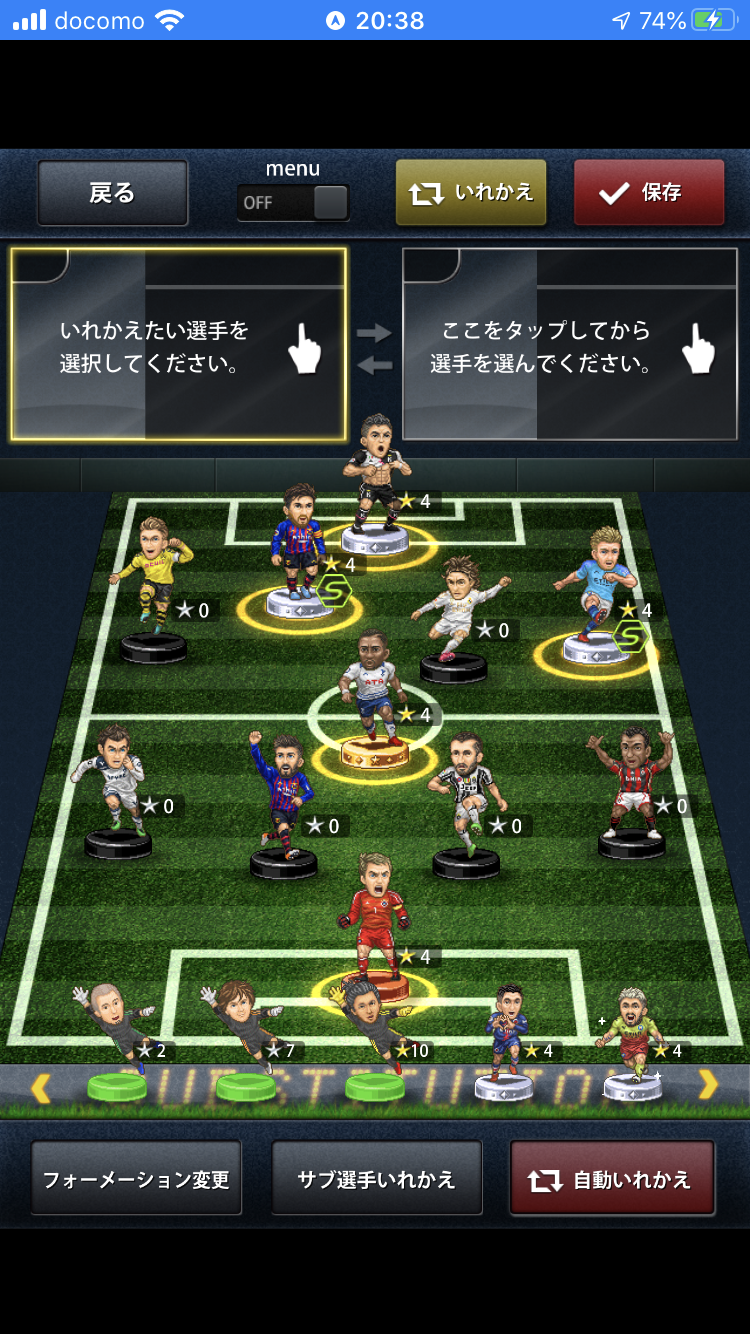 docomo 20:38 74%
戻る
menu
OFF
いれかえ
保存
いれかえたい選手を
選択してください。
ここをタップしてから
選手を選んでください。
4
4
0
0
4
4
0
0
0
0
4
2
7
10
4
4
SUBSTITUTION
フォーメーション変更
サブ選手いれかえ
自動いれかえ